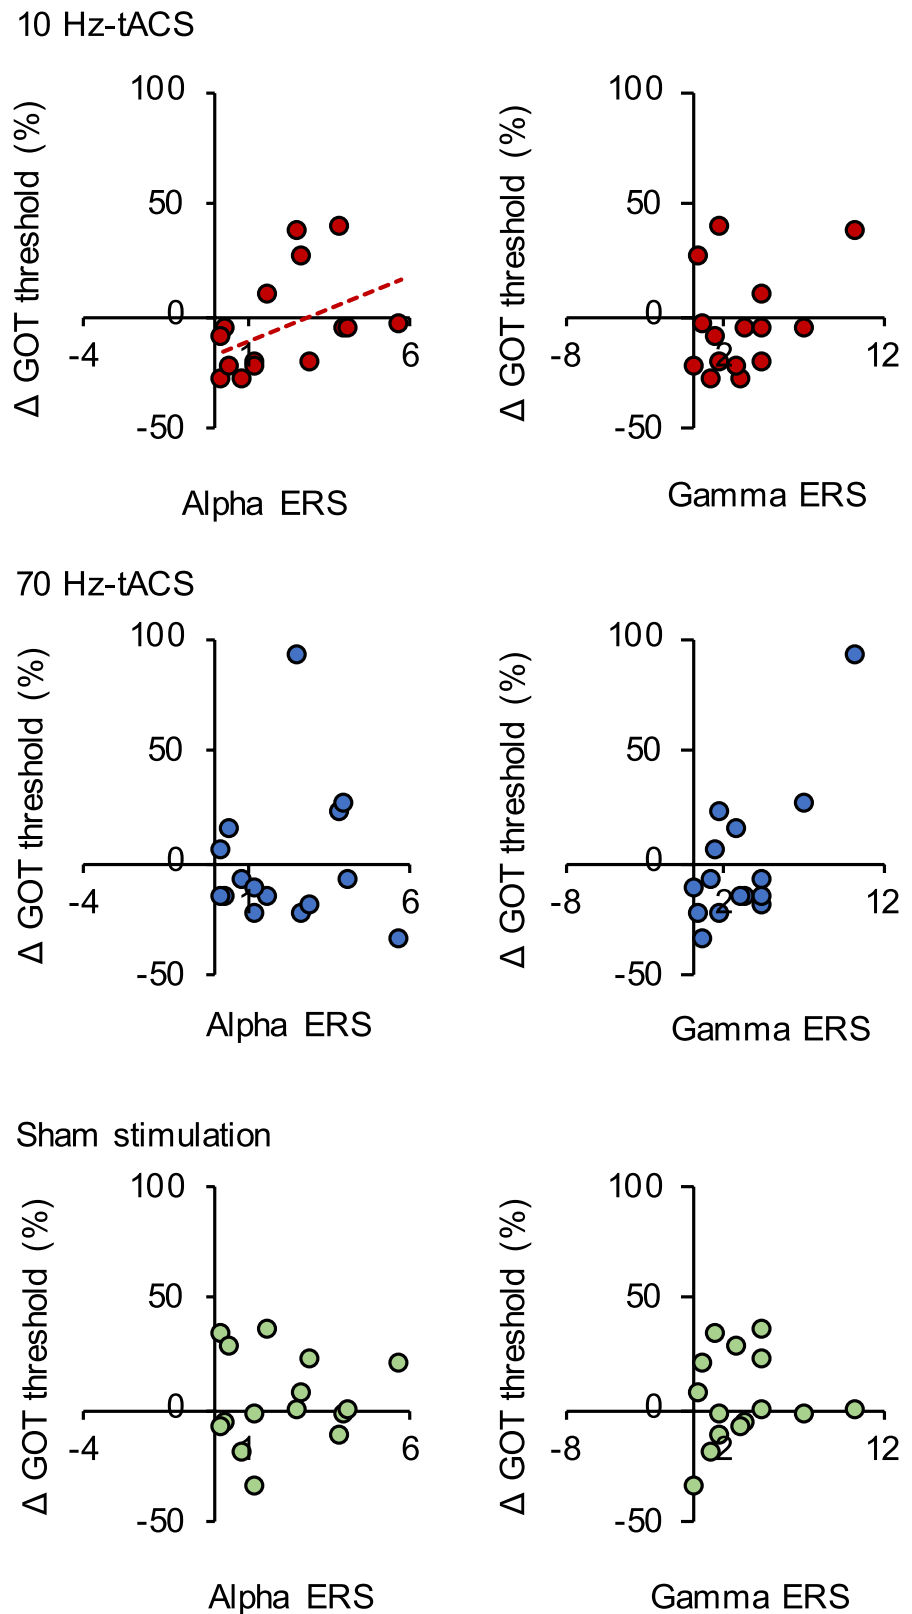 10 Hz-tACS
Δ GOT threshold (%)
100
50
0
-50
-4
1
6
Alpha ERS
Δ GOT threshold (%)
100
50
0
-50
-8
2
12
Gamma ERS
70 Hz-tACS
Δ GOT threshold (%)
100
50
0
-50
-4
1
6
Alpha ERS
Δ GOT threshold (%)
100
50
0
-50
-8
2
12
Gamma ERS
Sham stimulation
Δ GOT threshold (%)
100
50
0
-50
-4
1
6
Alpha ERS
Δ GOT threshold (%)
100
50
0
-50
-8
2
12
Gamma ERS